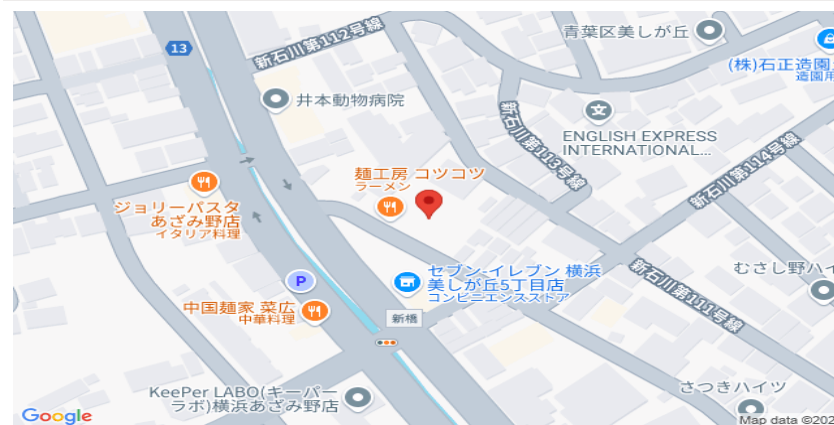 青葉区美しが丘
13
新石川第112号線
(株)石正造園
造園用
井本動物病院
新石川第113号線
ENGLISH EXPRESS
INTERNATIONAL...
新石川第114号線
麺工房 コツコツ
ラーメン
ジョリーパスタ
あざみ野店
イタリア料理
セブン-イレブン 横浜
美しが丘5丁目店
コンビニエンスストア
新石川第111号線
むさし野ハイ
P
中国麺家 菜広
中華料理
新橋
KeePer LABO(キーパー
ラボ)横浜あざみ野店
さつきハイツ
Google
Map data ©202